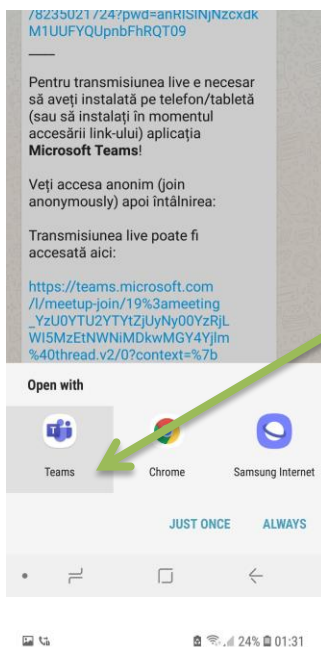 /8235021724?pwd=anRISlNjNzcxdk
M1UUFYQUpnbFhRQT09
Pentru transmisiunea live e necesar
să aveți instalată pe telefon/tabletă
(sau să instalați în momentul
accesării link-ului) aplicația
Microsoft Teams!
Veți accesa anonim (join
anonymously) apoi întâlnirea:
Transmisiunea live poate fi
accesată aici:
https://teams.microsoft.com
/l/meetup-join/19%3ameeting
_YzU0YTU2YTYtZjUyNy00YzRjL
WI5MzEtNWNiMDkwMGY4YjIm
%40thread.v2/0?context=%7b
Open with
Teams Chrome Samsung Internet
JUST ONCE ALWAYS
24% 01:31